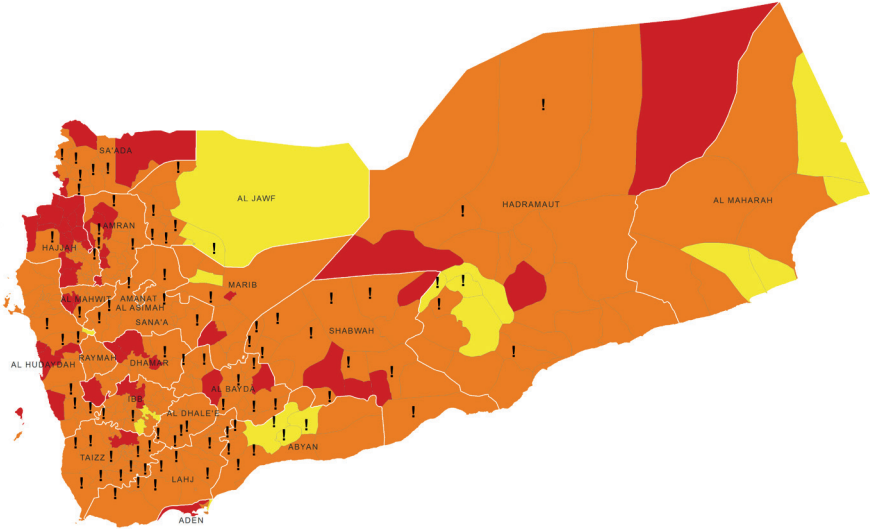 SA'ADA
AL JAWF
HADRAMAUT
AL MAHARAH
AMRAN
HAJJAH
MARIB
AL MAHWIT
AMANAT
AL ASIMAH
SANA'A
SHABWAH
AL HUDAYDAH
RAYMAH
DHAMAR
AL BAYDA
IBB
AL DHALE'E
ABYAN
TAIZZ
LAHJ
ADEN